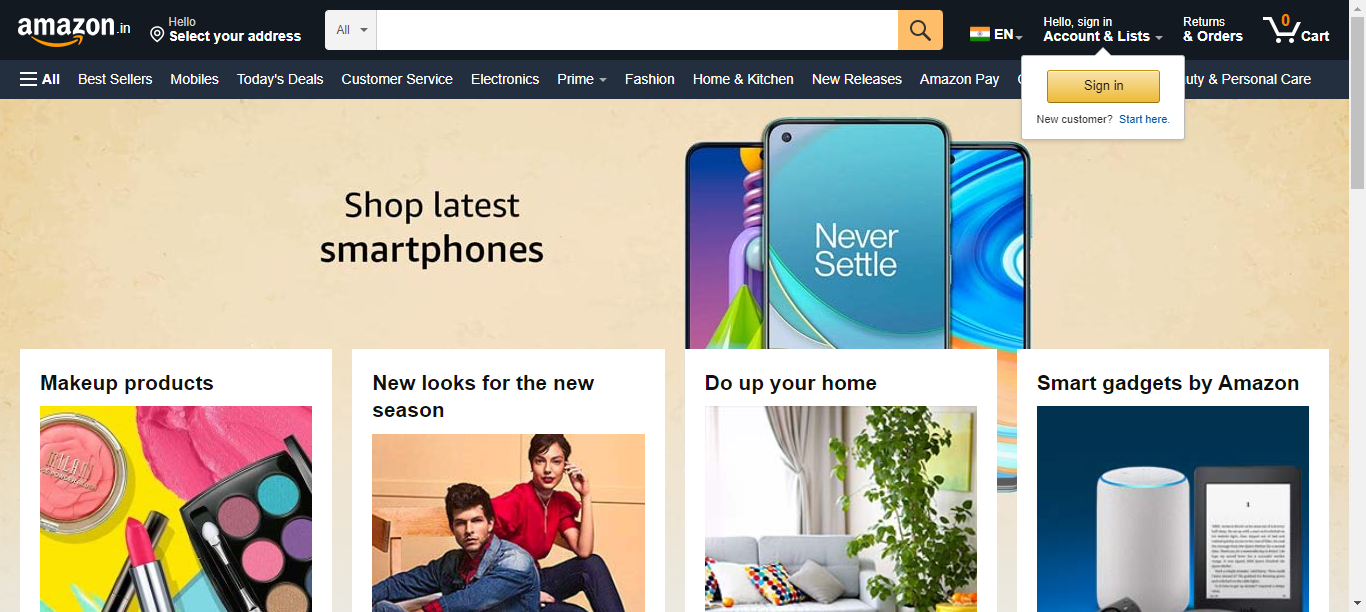 amazon.in
Hello
Select your address
All
EN
Hello, sign in
Account & Lists
Returns
& Orders
0
Cart
All
Best Sellers
Mobiles
Today's Deals
Customer Service
Electronics
Prime
Fashion
Home & Kitchen
New Releases
Amazon Pay
& Personal Care
Sign in
New customer? Start here.
Shop latest
smartphones
Never
Settle
Makeup products
New looks for the new
season
Do up your home
Smart gadgets by Amazon
MILANI